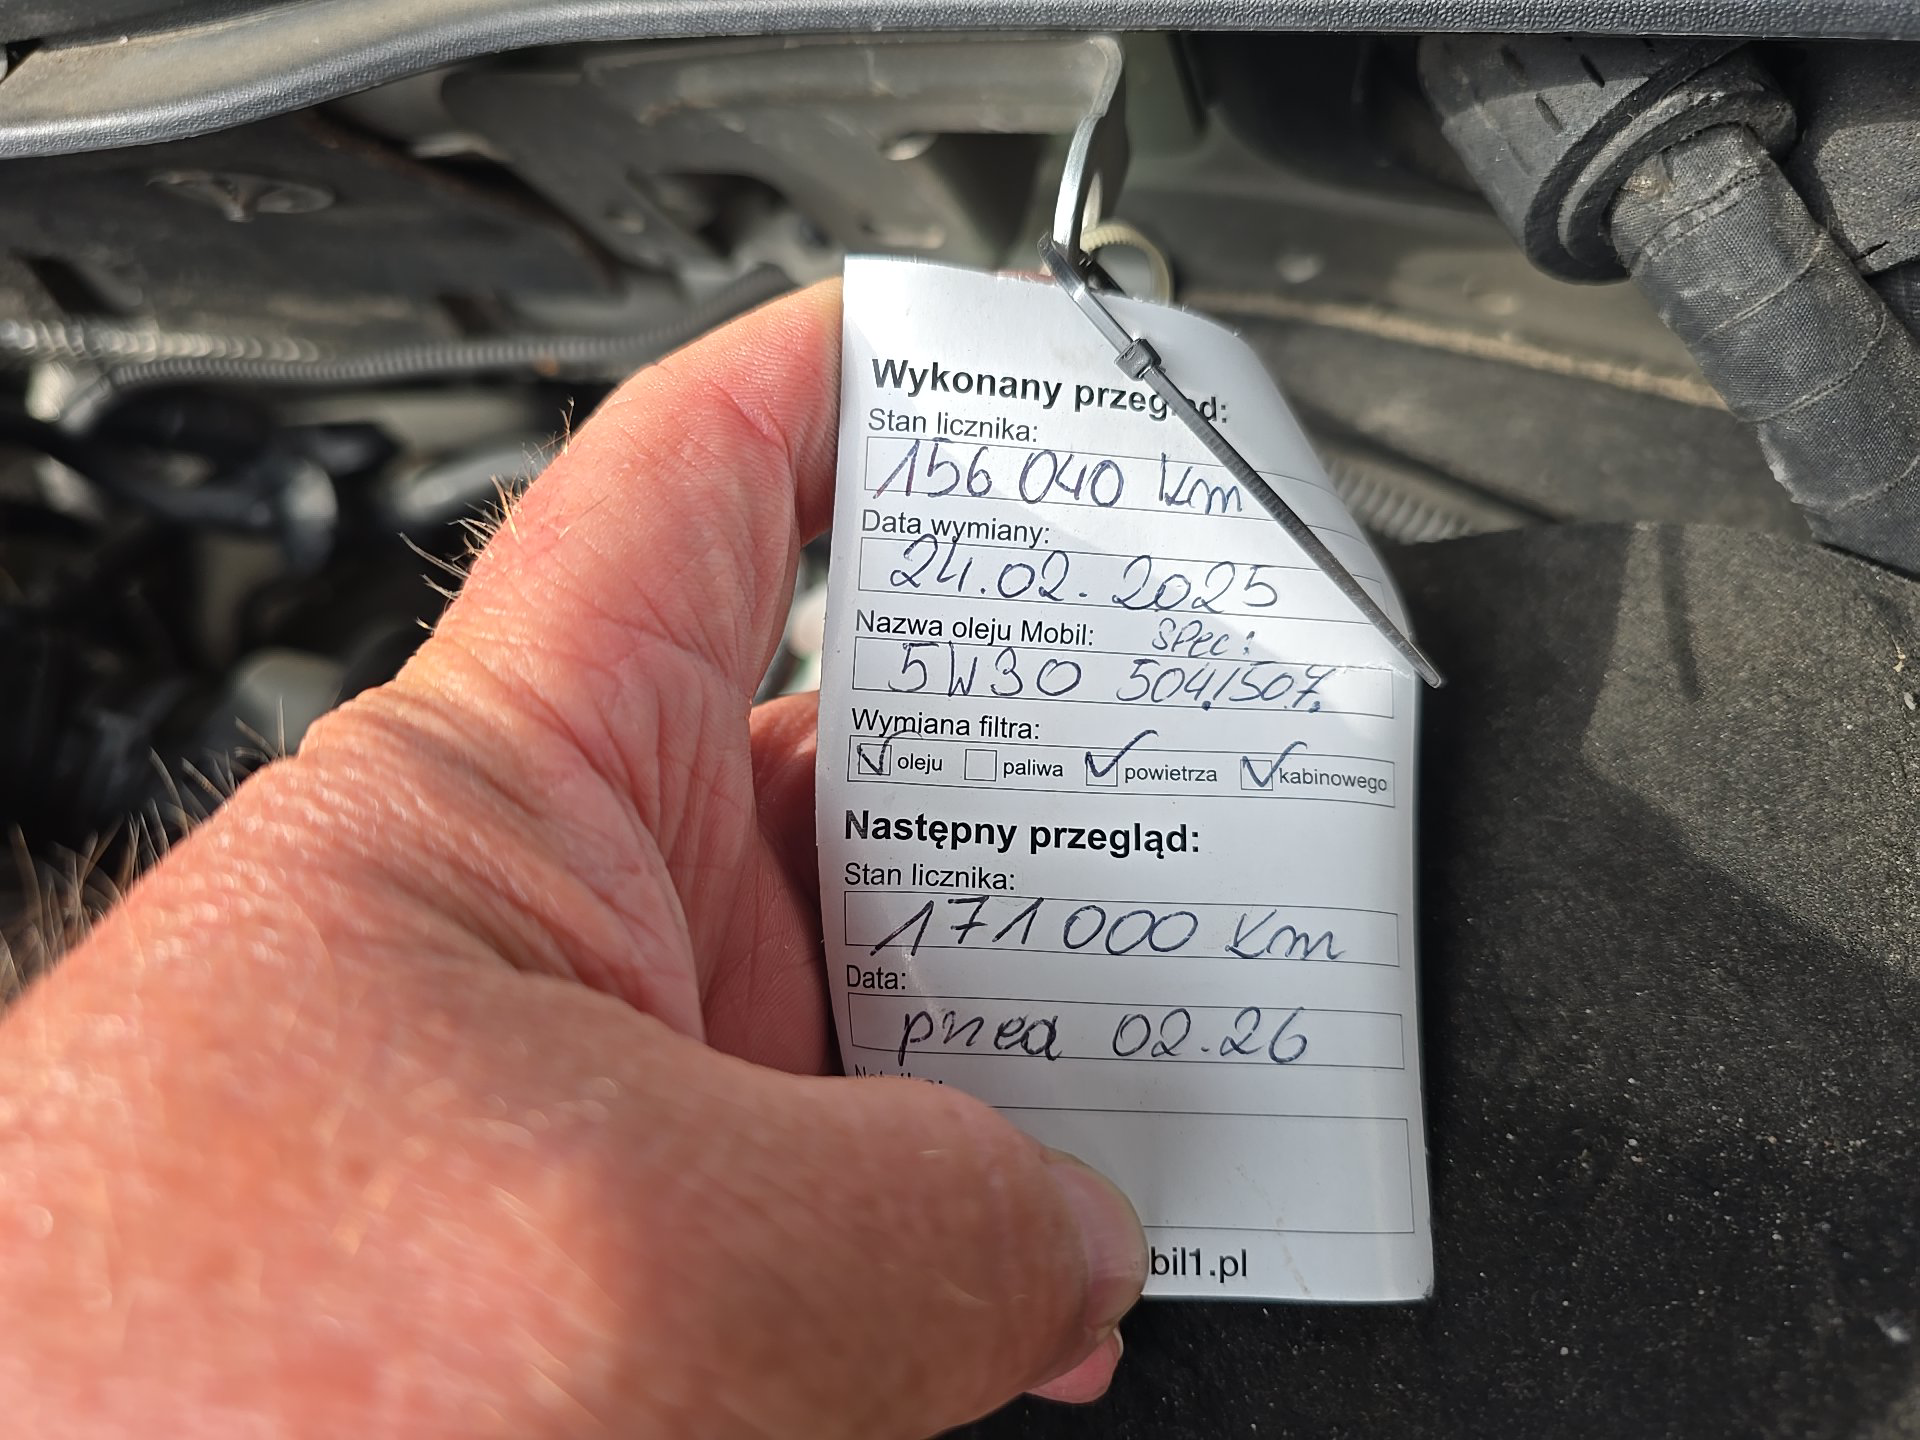 Wykonany przegląd:
Stan licznika:
156 040 km
Data wymiany:
24.02.2025
Nazwa oleju Mobil: SPec:
5W30 504/507.
Wymiana filtra:
oleju paliwa powietrza kabinowego
Następny przegląd:
Stan licznika:
171 000 km
Data:
przed 02.26
bil1.pl